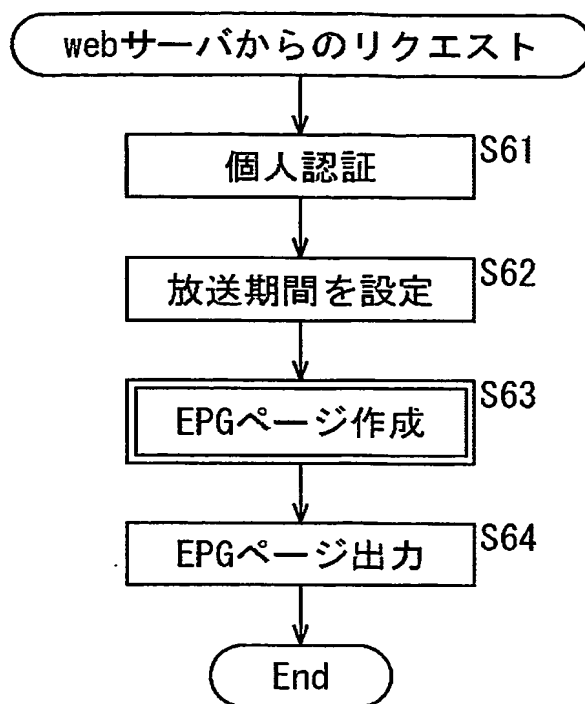 webサーバからのリクエスト
個人認証
S61
放送期間を設定
S62
EPGページ作成
S63
EPGページ出力
S64
End